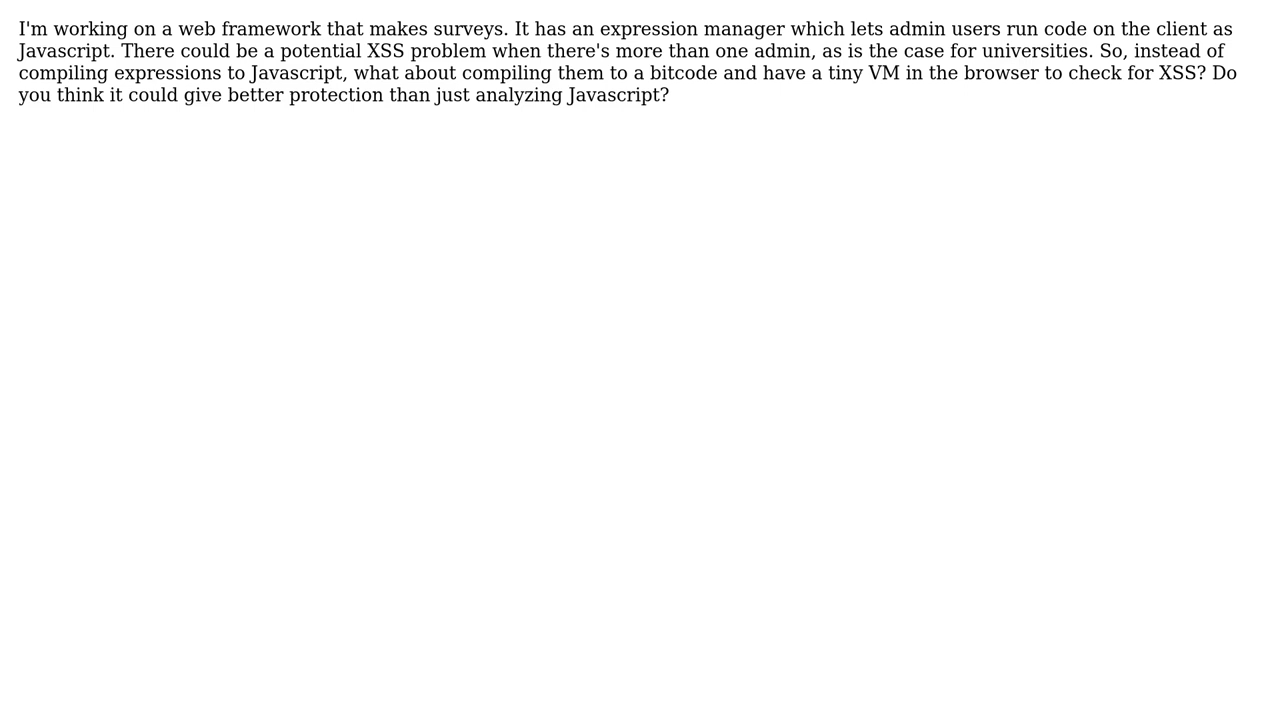 I'm working on a web framework that makes surveys. It has an expression manager which lets admin users run code on the client as
Javascript. There could be a potential XSS problem when there's more than one admin, as is the case for universities. So, instead of
compiling expressions to Javascript, what about compiling them to a bitcode and have a tiny VM in the browser to check for XSS? Do
you think it could give better protection than just analyzing Javascript?